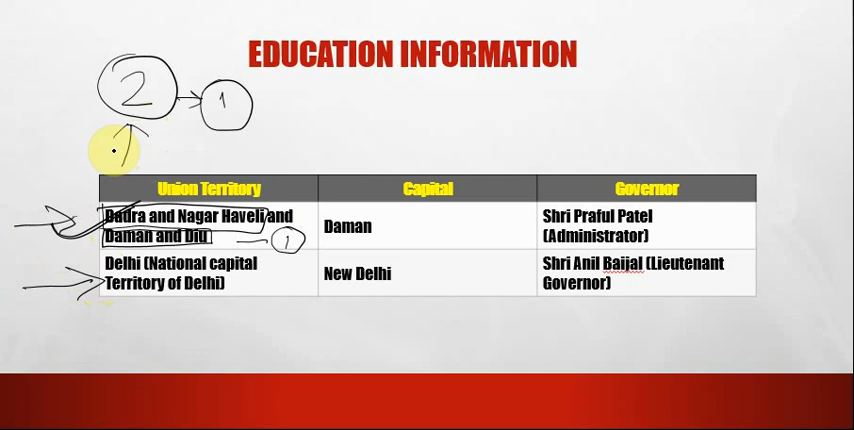 EDUCATION INFORMATION
2
1
Union Territory Capital Governor
Dadra and Nagar Haveli and
Daman and Diu
1
Daman
Shri Praful Patel
(Administrator)
Delhi (National capital
Territory of Delhi)
New Delhi
Shri Anil Baijal (Lieutenant
Governor)